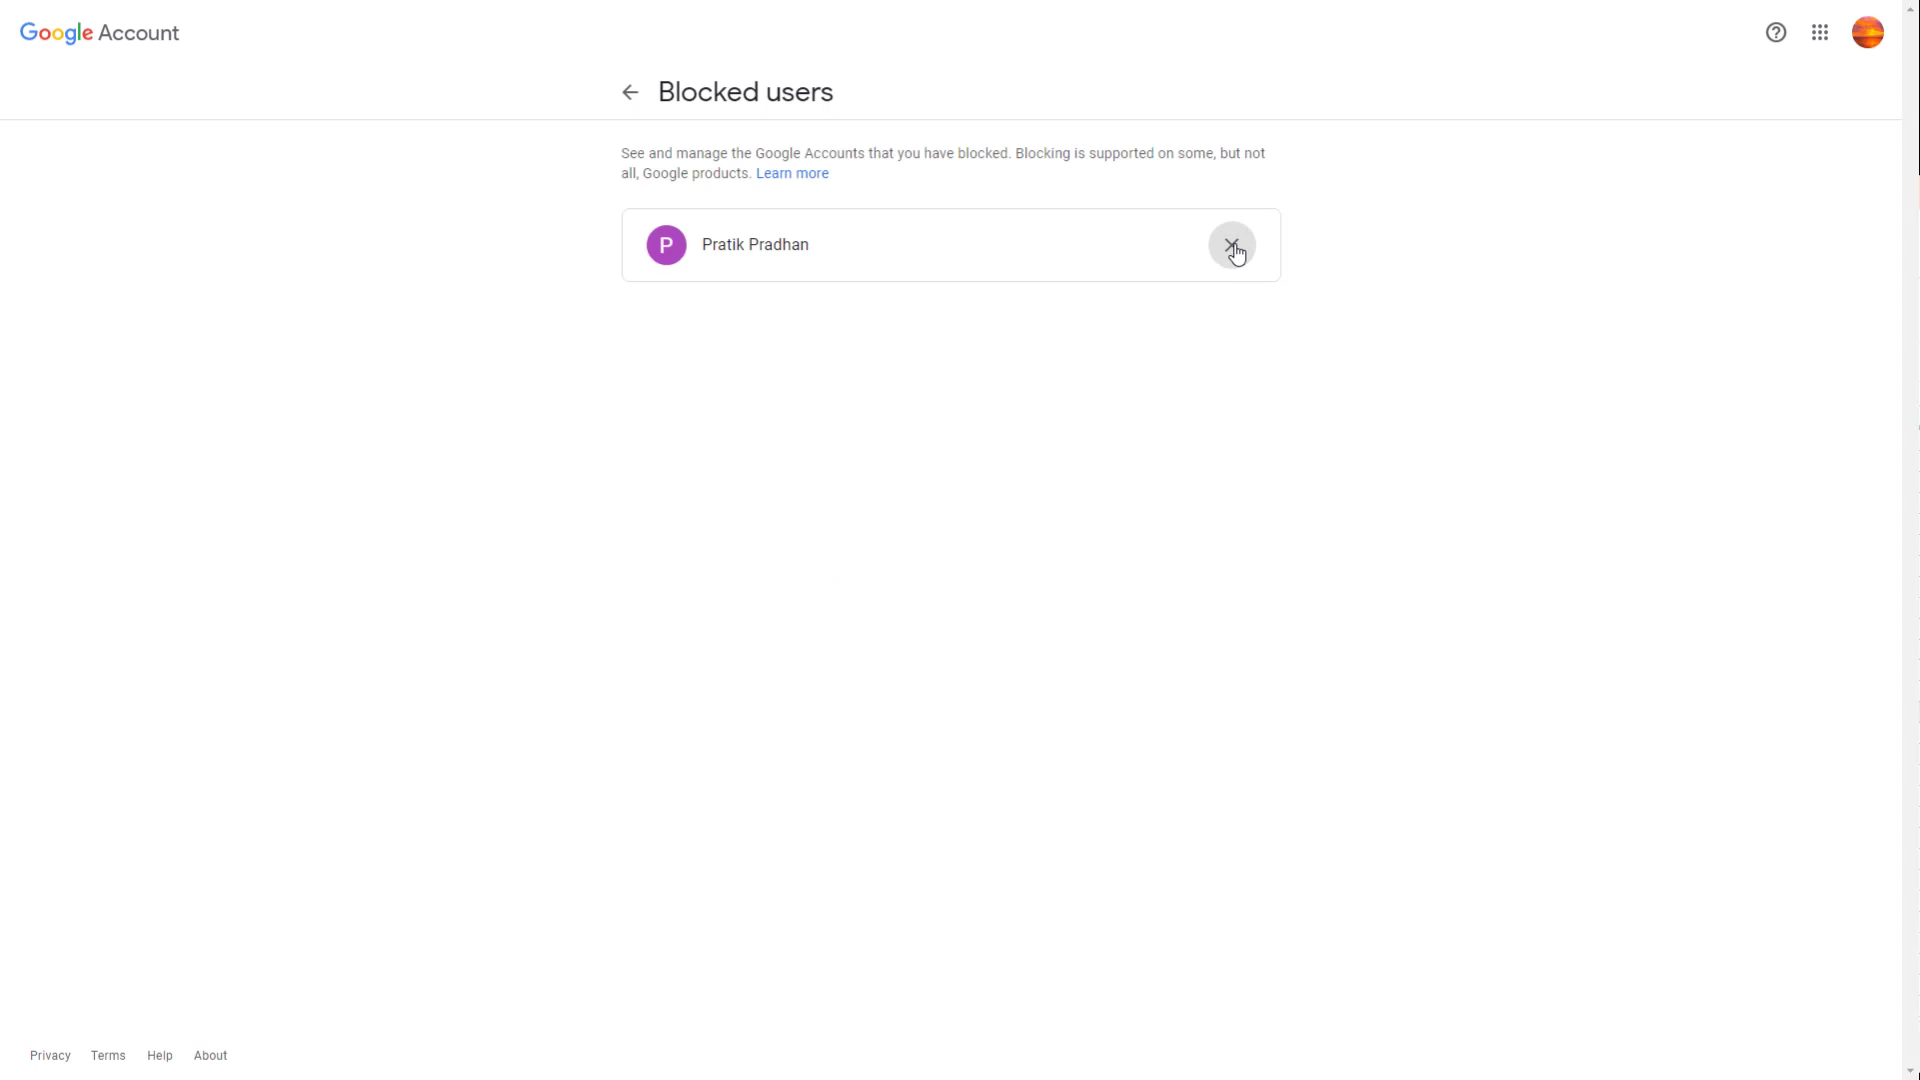 Google Account
Blocked users
See and manage the Google Accounts that you have blocked. Blocking is supported on some, but not
all, Google products. Learn more
P
Pratik Pradhan
Privacy
Terms
Help
About